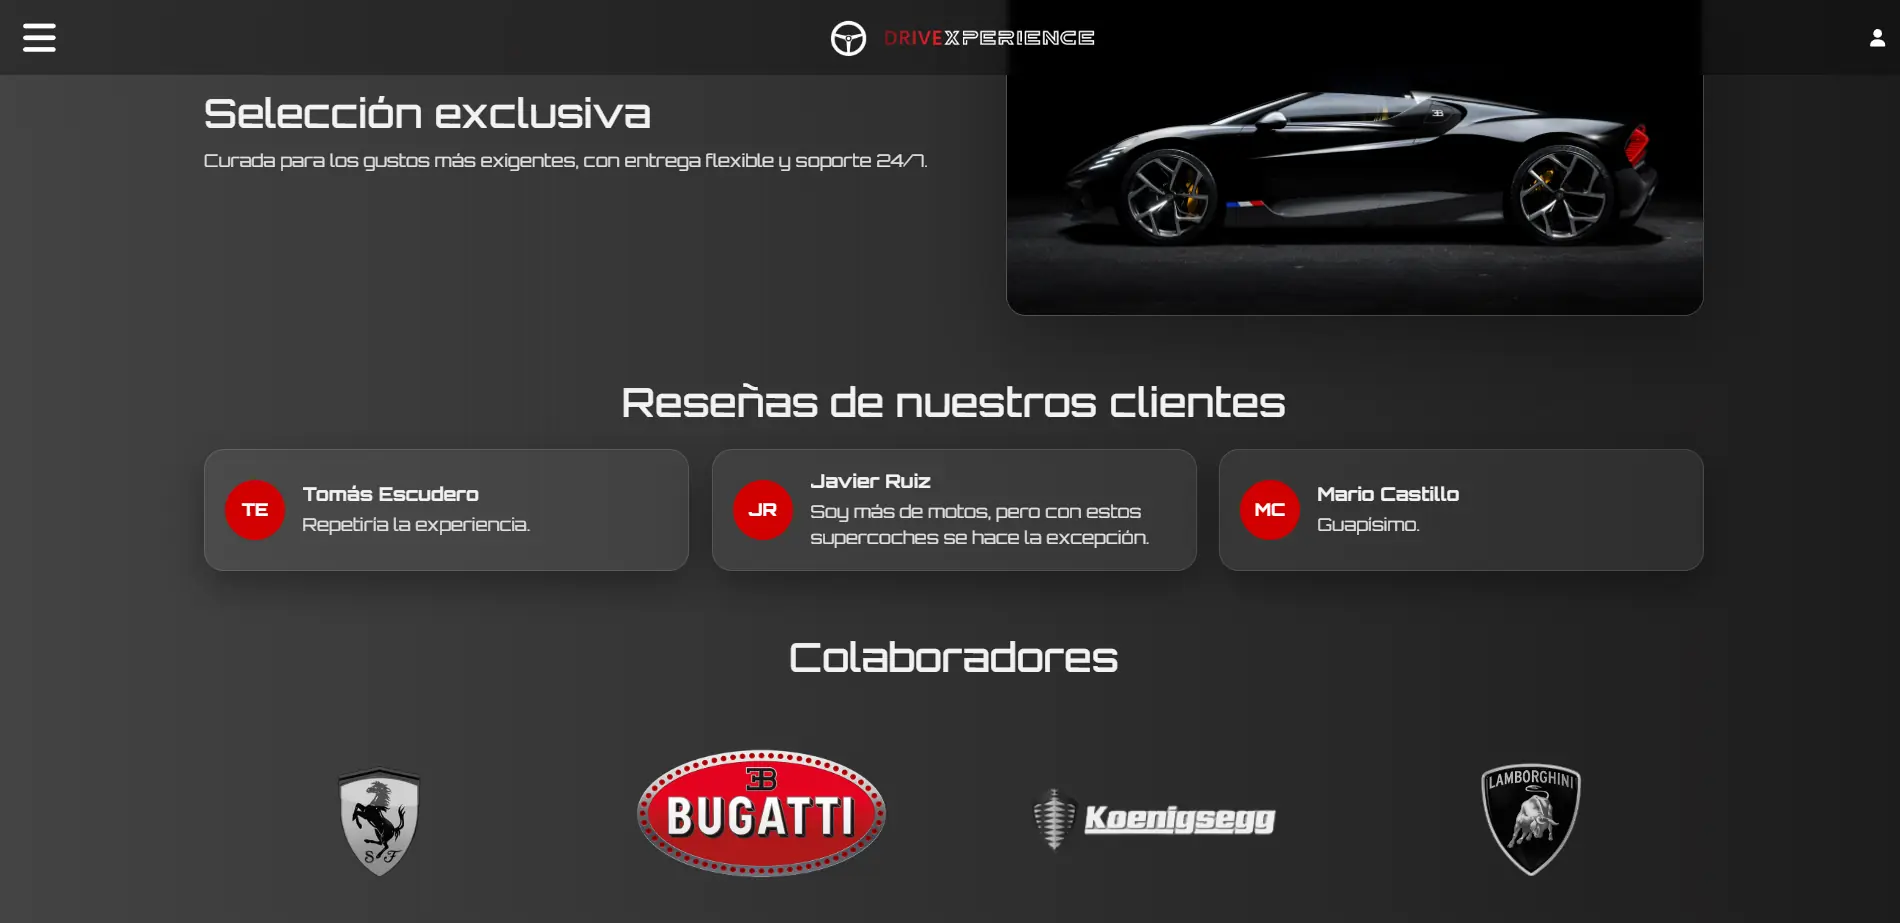 DRIVEXPERIENCE
Selección exclusiva
Curada para los gustos más exigentes, con entrega flexible y soporte 24/7.
Reseñas de nuestros clientes
TE
Tomás Escudero
Repetiría la experiencia.
JR
Javier Ruiz
Soy más de motos, pero con estos
supercoches se hace la excepción.
MC
Mario Castillo
Guapísimo.
Colaboradores
S F
EB
BUGATTI
Koenigsegg
LAMBORGHINI